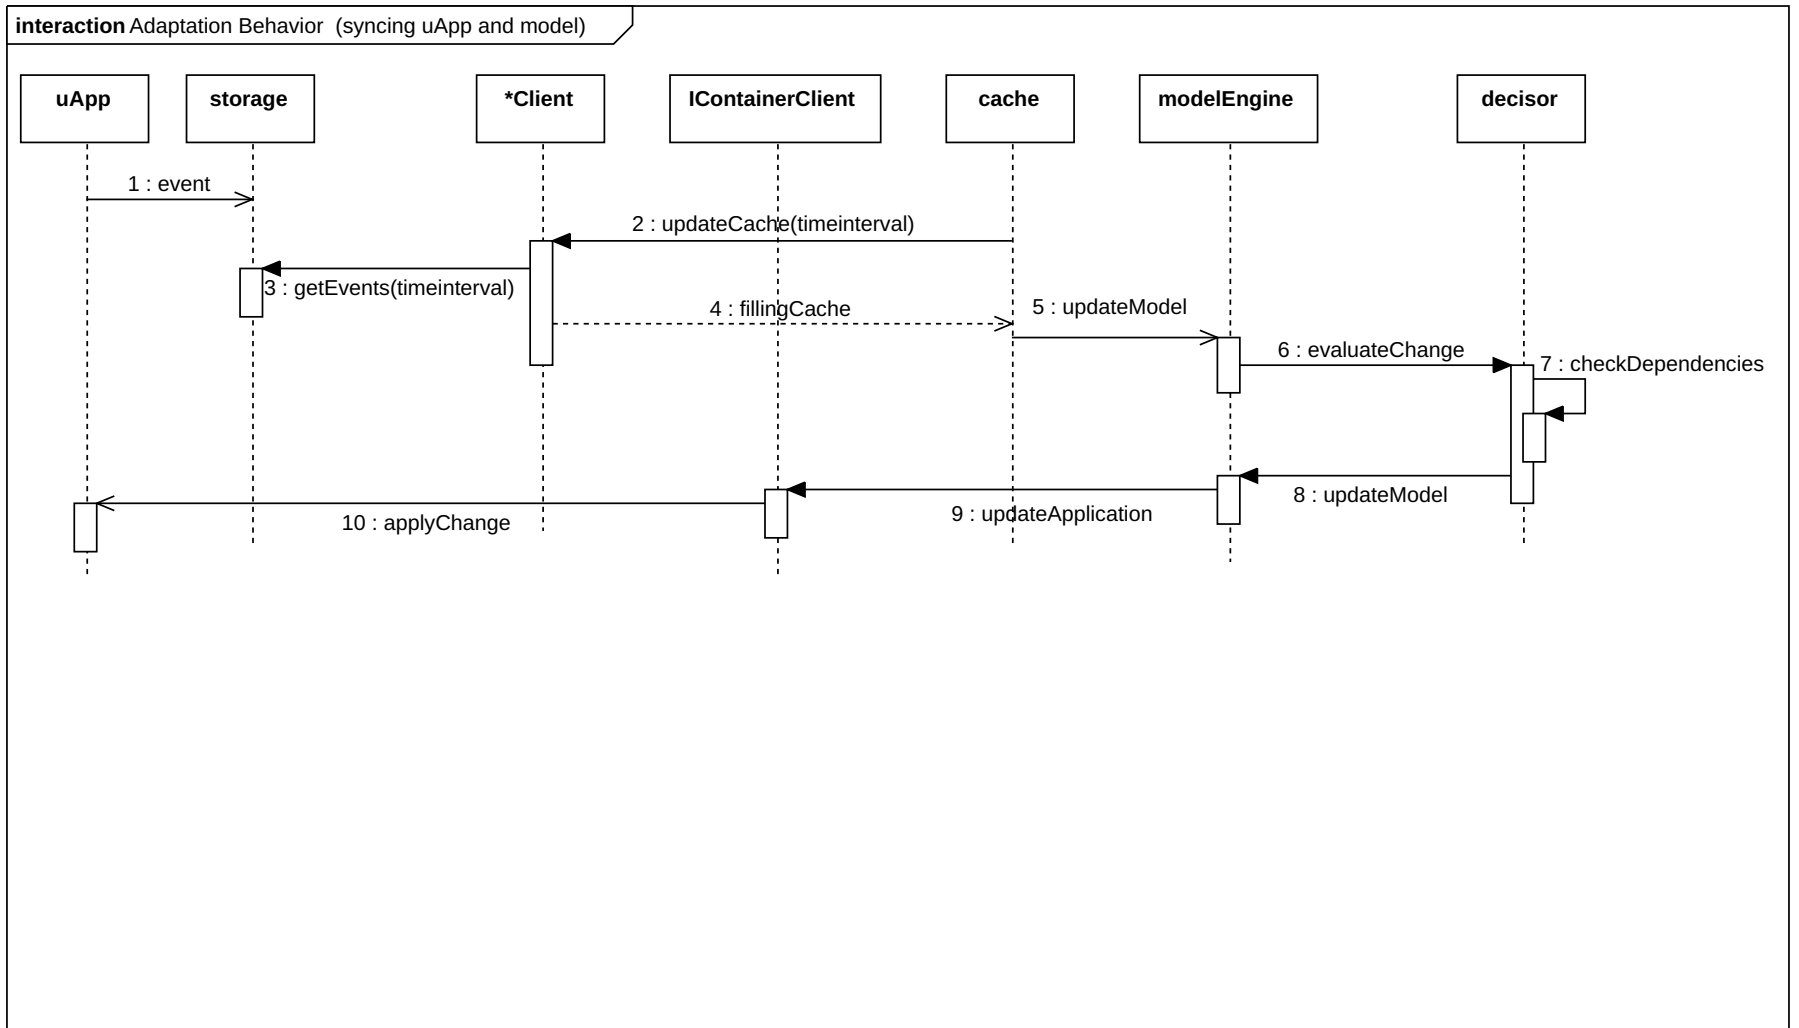 interaction Adaptation Behavior (syncing uApp and model)
uApp
storage
*Client
IContainerClient
cache
modelEngine
decisor
1 : event
2 : updateCache(timeinterval)
3 : getEvents(timeinterval)
4 : fillingCache
5 : updateModel
6 : evaluateChange
7 : checkDependencies
8 : updateModel
9 : updateApplication
10 : applyChange